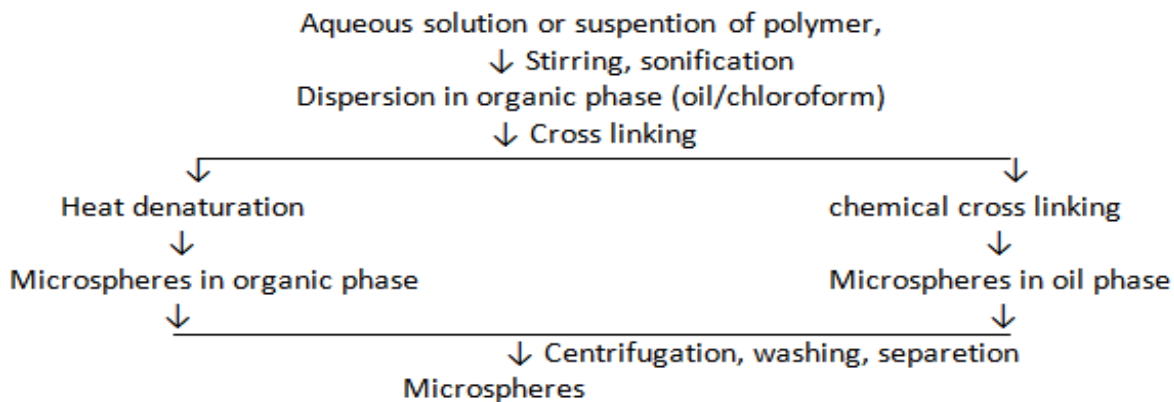 Aqueous solution or suspention of polymer,
↓ Stirring, sonification
Dispersion in organic phase (oil/chloroform)
↓ Cross linking
↓ ↓
Heat denaturation chemical cross linking
↓ ↓
Microspheres in organic phase Microspheres in oil phase
↓ ↓
↓ Centrifugation, washing, separetion
Microspheres